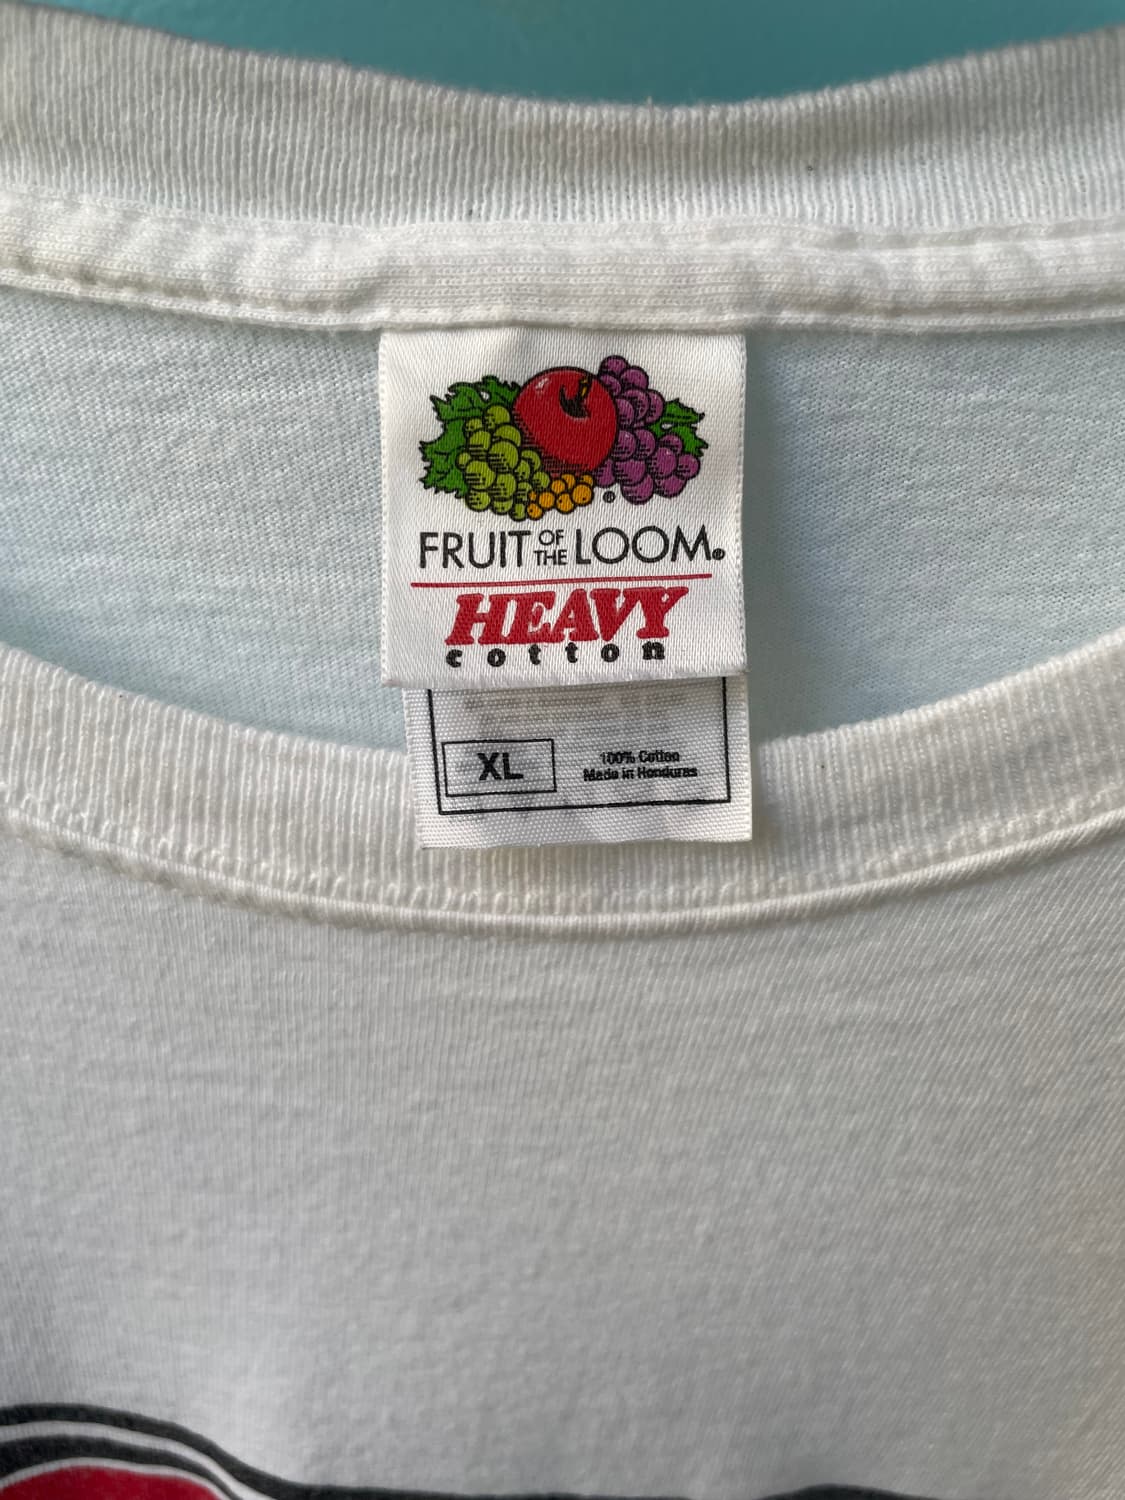 FRUIT OF THE LOOM®
HEAVY
cotton
XL
100% Cotton
Made in Honduras